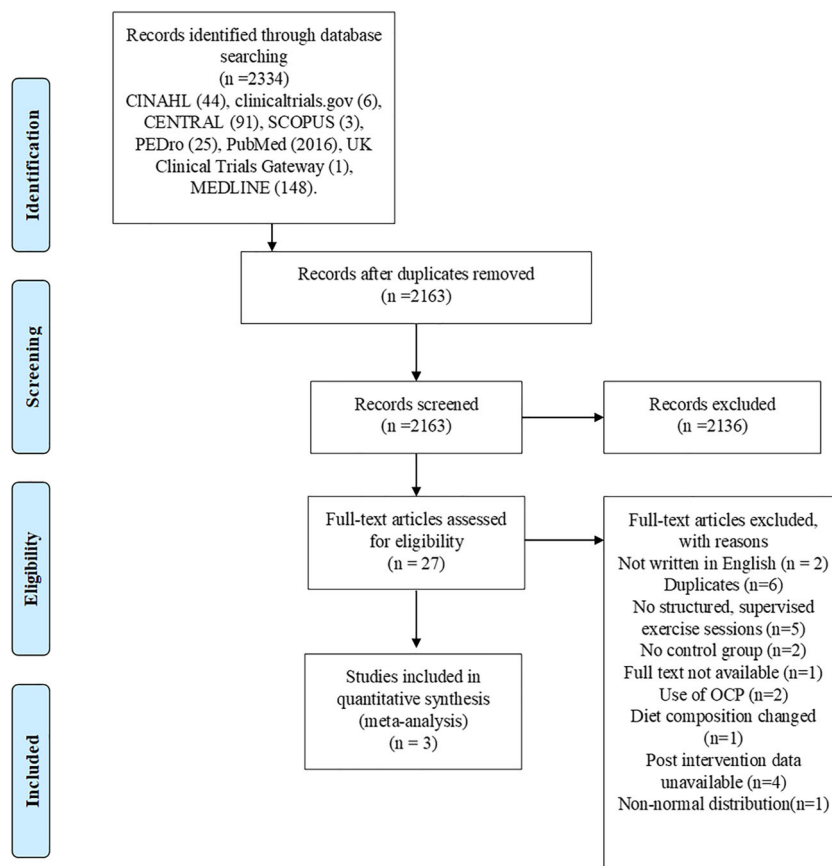 Records identified through database
searching
(n =2334)
CINAHL (44), clinicaltrials.gov (6),
CENTRAL (91), SCOPUS (3),
PEDro (25), PubMed (2016), UK
Clinical Trials Gateway (1),
MEDLINE (148).
Identification
Records after duplicates removed
(n =2163)
Screening
Records screened
(n =2163)
Records excluded
(n =2136)
Eligibility
Full-text articles assessed
for eligibility
(n = 27)
Full-text articles excluded,
with reasons
Not written in English (n = 2)
Duplicates (n=6)
No structured, supervised
exercise sessions (n=5)
No control group (n=2)
Full text not available (n=1)
Use of OCP (n=2)
Diet composition changed
(n=1)
Post intervention data
unavailable (n=4)
Non-normal distribution(n=1)
Studies included in
quantitative synthesis
(meta-analysis)
(n = 3)
Included